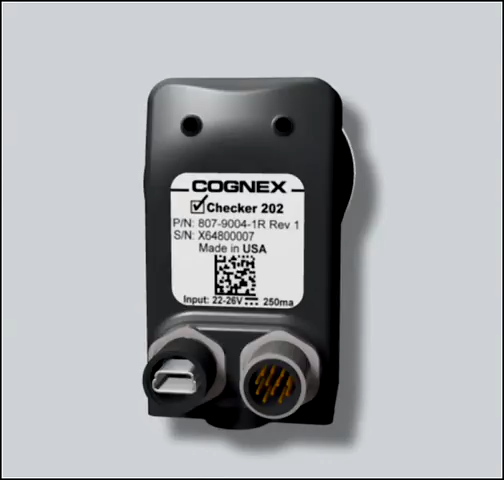 COGNEX
Checker 202
P/N: 807-9004-1R Rev 1
S/N: X64800007
Made in USA
Input: 22-26V 250ma